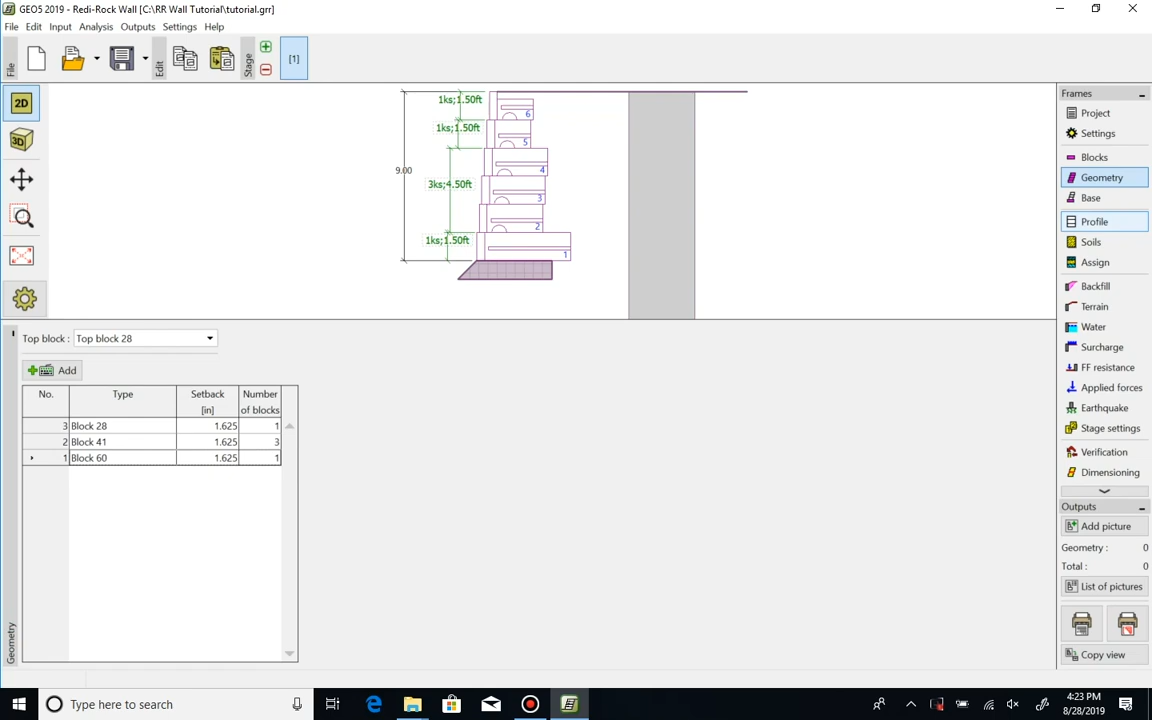 GEO5 2019 - Redi-Rock Wall [C:\RR Wall Tutorial\tutorial.grr]
File Edit Input Analysis Outputs Settings Help
File
Edit
Stage
[1]
2D
3D
1ks;1.50ft
1ks;1.50ft
3ks;4.50ft
1ks;1.50ft
9.00
6
5
4
3
2
1
Frames
Project
Settings
Blocks
Geometry
Base
Profile
Soils
Assign
Backfill
Terrain
Water
Surcharge
FF resistance
Applied forces
Earthquake
Stage settings
Verification
Dimensioning
Outputs
Add picture
Geometry : 0
Total : 0
List of pictures
Copy view
Top block : Top block 28
Add
No. Type Setback Number
[in] of blocks
3 Block 28 1.625 1
2 Block 41 1.625 3
1 Block 60 1.625 1
Geometry
Type here to search
4:23 PM
8/28/2019